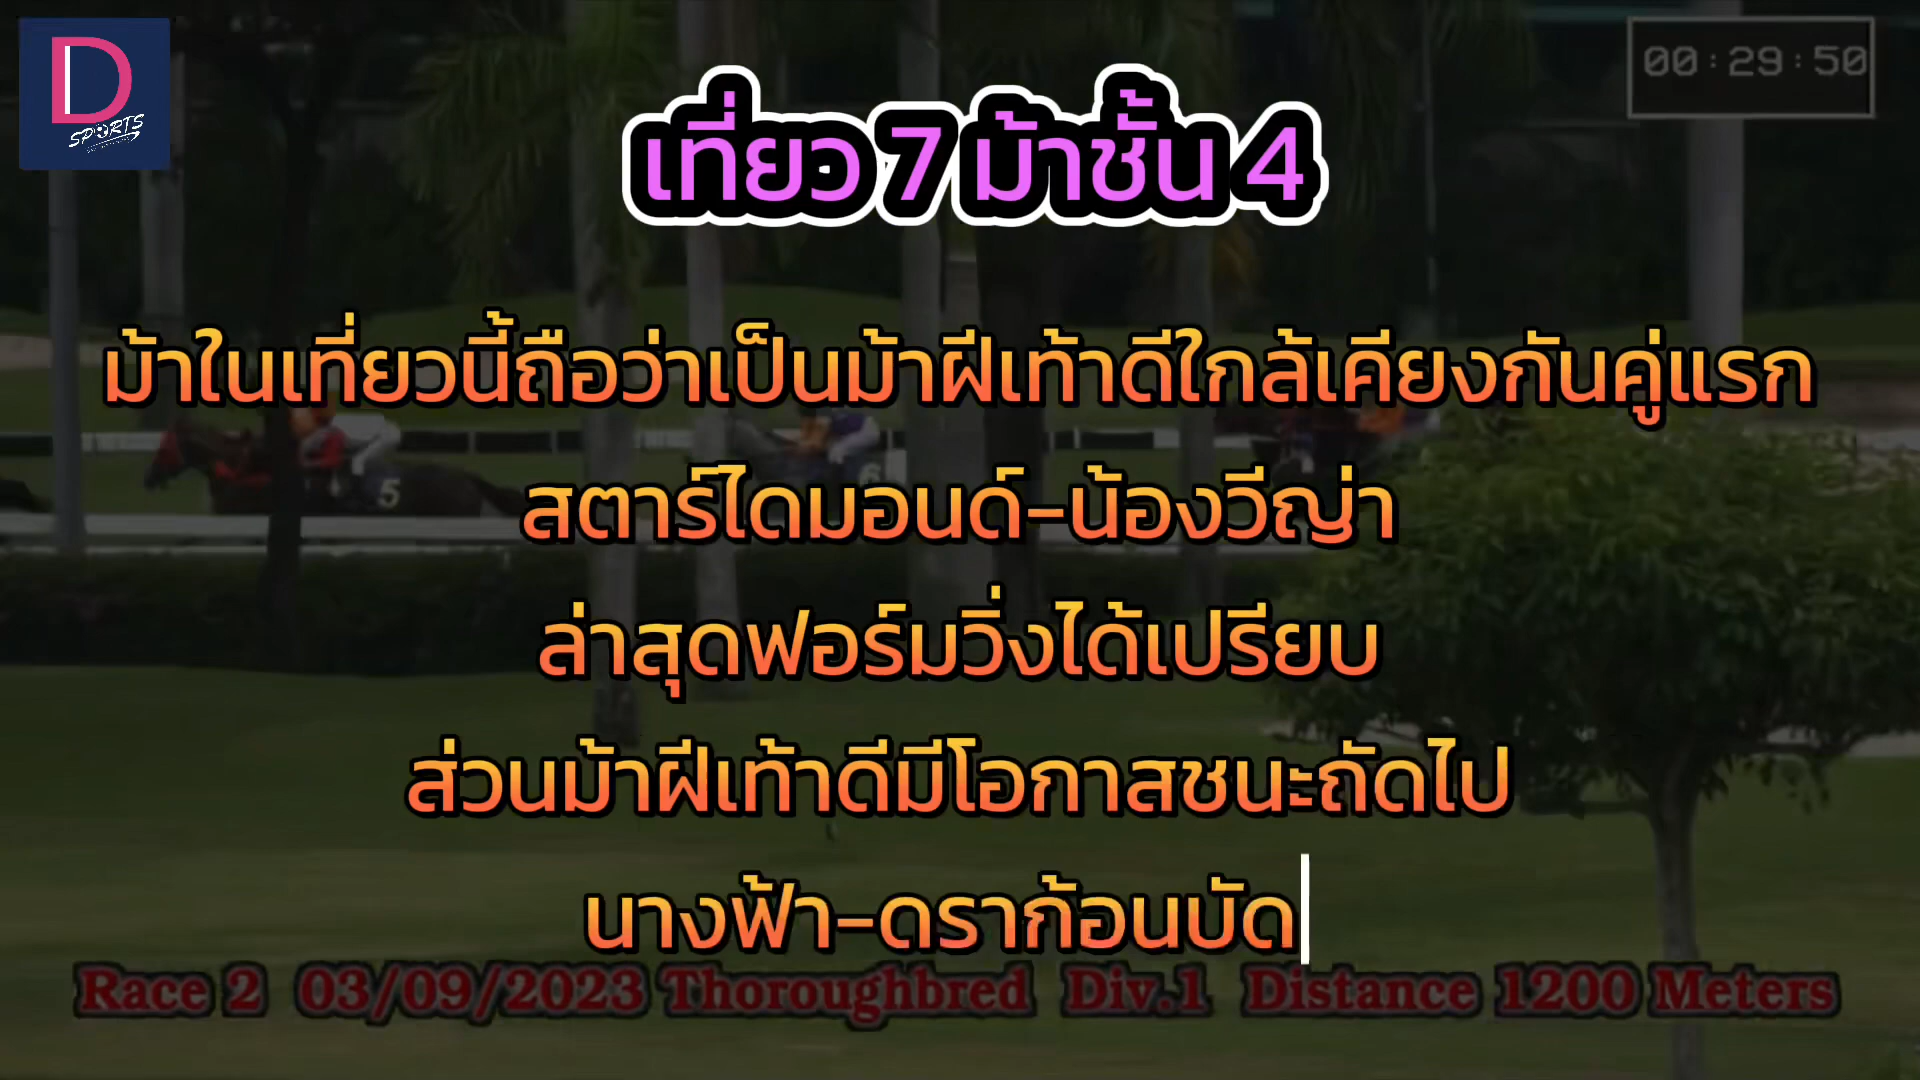 D
SPORTS
00:29:50
เที่ยว 7 ม้าชั้น 4
ม้าในเที่ยวนี้ถือว่าเป็นม้าฝีเท้าดีใกล้เคียงกันคู่แรก
5
6
สตาร์ไดมอนด์-น้องวีญ่า
ล่าสุดฟอร์มวิ่งได้เปรียบ
ส่วนม้าฝีเท้าดีมีโอกาสชนะถัดไป
นางฟ้า-ดราก้อนบัด
Race 2 03/09/2023 Thoroughbred Div.1 Distance 1200 Meters